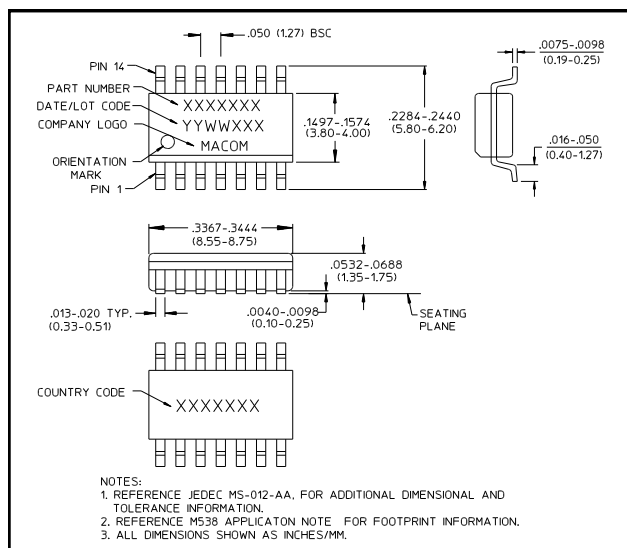 .050 (1.27) BSC
PIN 14
PART NUMBER
DATE/LOT CODE
COMPANY LOGO
ORIENTATION
MARK
PIN 1
XXXXXXX
YYWWXXX
MACOM
.1497-.1574
(3.80-4.00)
.2284-.2440
(5.80-6.20)
.0075-.0098
(0.19-0.25)
.016-.050
(0.40-1.27)
.3367-.3444
(8.55-8.75)
.0532-.0688
(1.35-1.75)
.013-.020 TYP.
(0.33-0.51)
.0040-.0098
(0.10-0.25)
SEATING
PLANE
COUNTRY CODE
XXXXXXX
NOTES:
1. REFERENCE JEDEC MS-012-AA, FOR ADDITIONAL DIMENSIONAL AND
TOLERANCE INFORMATION.
2. REFERENCE M538 APPLICATON NOTE FOR FOOTPRINT INFORMATION.
3. ALL DIMENSIONS SHOWN AS INCHES/MM.